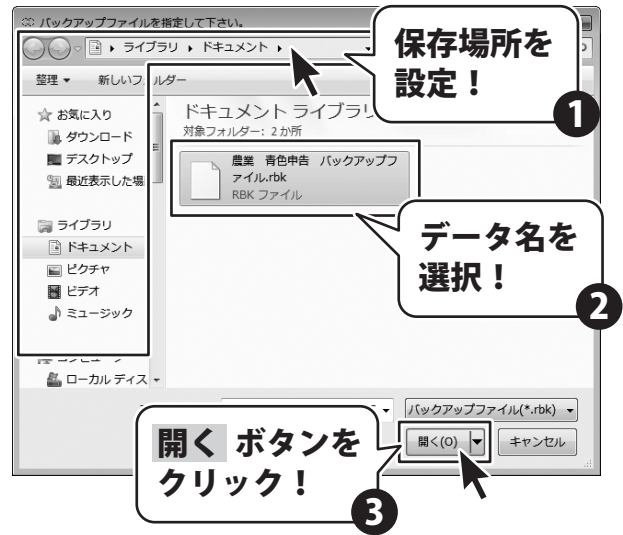 バックアップファイルを指定して下さい。
ライブラリ ▸ ドキュメント ▸
保存場所を
設定！
1
整理 ▼ 新しいフォルダー
お気に入り
ダウンロード
デスクトップ
最近表示した場
ライブラリ
ドキュメント
ピクチャ
ビデオ
ミュージック
ローカル ディス
ドキュメント ライブラリ
対象フォルダー: 2 か所
農業 青色申告 バックアップフ
ァイル.rbk
RBK ファイル
データ名を
選択！
2
バックアップファイル(*.rbk)
開く(O)
キャンセル
開く ボタンを
クリック！
3